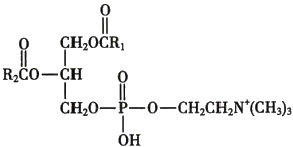 O
CH₂OCR₁
O
R₂CO—CH
O
CH₂O—P—O—CH₂CH₂N⁺(CH₃)₃
OH